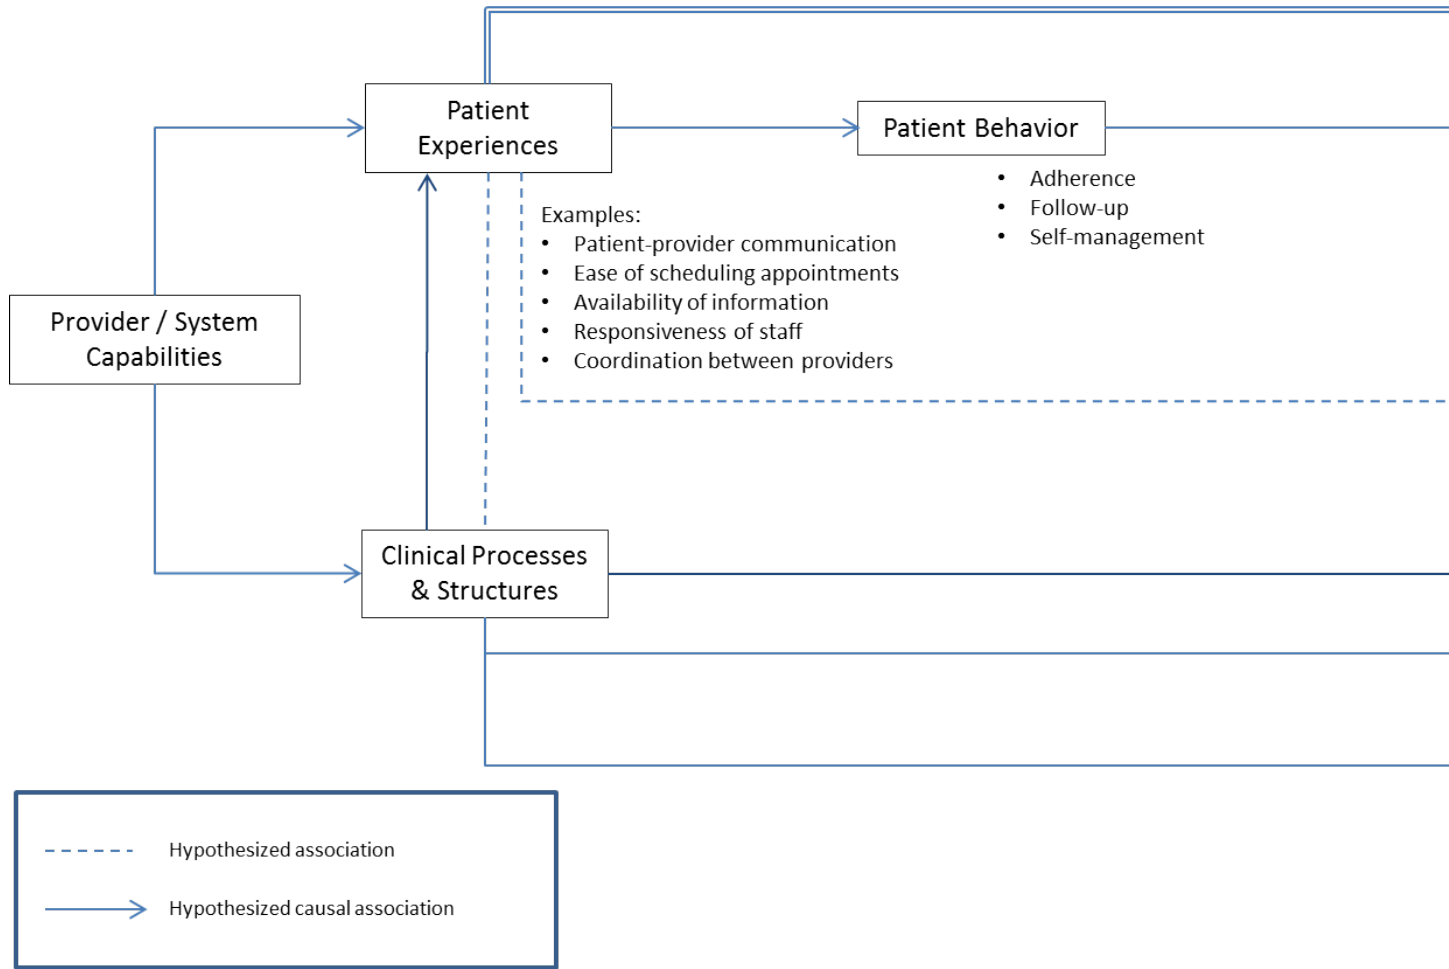 Patient
Experiences
Patient Behavior
• Adherence
• Follow-up
• Self-management
Examples:
• Patient-provider communication
• Ease of scheduling appointments
• Availability of information
• Responsiveness of staff
• Coordination between providers
Provider / System
Capabilities
Clinical Processes
& Structures
Hypothesized association
Hypothesized causal association